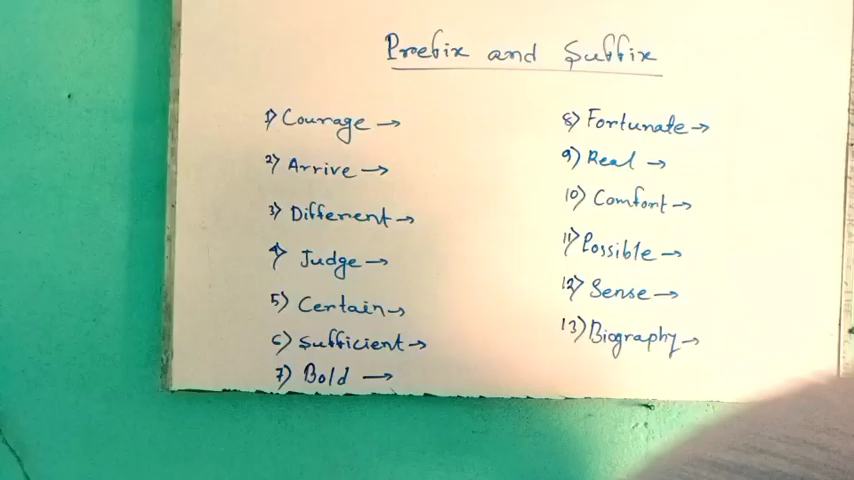 Prefix and Suffix
1) Courage →
2) Arrive →
3) Different →
4) Judge →
5) Certain →
6) Sufficient →
7) Bold →
8) Fortunate →
9) Real →
10) Comfort →
11) Possible →
12) Sense →
13) Biography →